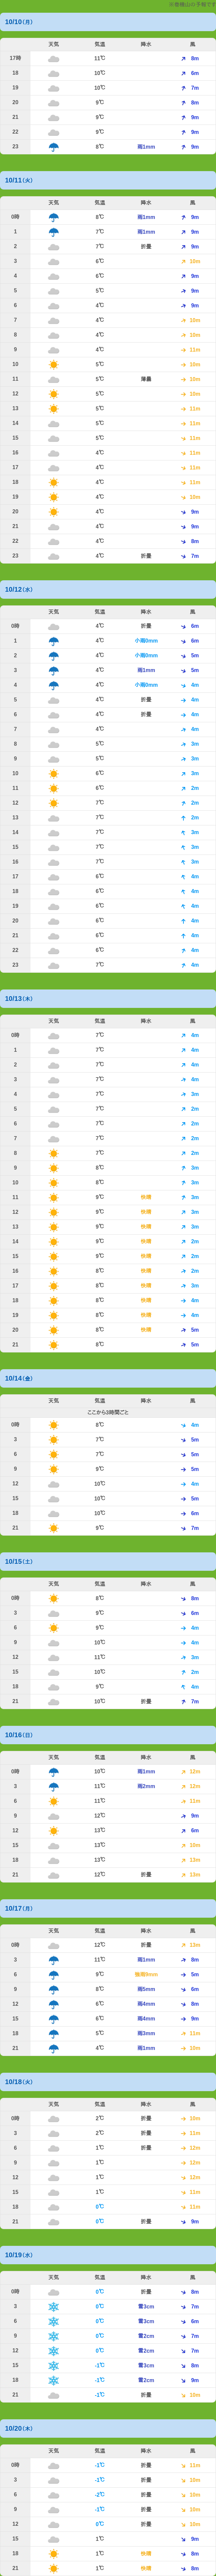 10/10(月)
天気 気温 降水 風
17時 11℃ 8m
18 10℃ 6m
19 10℃ 7m
20 9℃ 8m
21 9℃ 9m
22 9℃ 9m
23 8℃ 雨1mm 9m
10/11(火)
天気 気温 降水 風
0時 8℃ 雨1mm 9m
1 7℃ 雨1mm 9m
2 7℃ 折畳 9m
3 6℃ 10m
4 6℃ 9m
5 5℃ 9m
6 4℃ 9m
7 4℃ 10m
8 4℃ 10m
9 4℃ 11m
10 5℃ 10m
11 5℃ 10m
12 5℃ 10m
13 5℃ 11m
14 5℃ 11m
15 5℃ 11m
16 4℃ 11m
17 4℃ 11m
18 4℃ 11m
19 4℃ 10m
20 4℃ 9m
21 4℃ 9m
22 4℃ 8m
23 4℃ 折畳 7m
10/12(水)
天気 気温 降水 風
0時 4℃ 折畳 6m
1 4℃ 小雨0mm 6m
2 4℃ 小雨0mm 5m
3 4℃ 雨1mm 5m
4 4℃ 小雨0mm 4m
5 4℃ 折畳 4m
6 4℃ 折畳 4m
7 4℃ 4m
8 5℃ 3m
9 5℃ 3m
10 6℃ 3m
11 6℃ 2m
12 7℃ 2m
13 7℃ 2m
14 7℃ 3m
15 7℃ 3m
16 7℃ 3m
17 6℃ 4m
18 6℃ 4m
19 6℃ 4m
20 6℃ 4m
21 6℃ 4m
22 6℃ 4m
23 7℃ 4m
10/13(木)
天気 気温 降水 風
0時 7℃ 4m
1 7℃ 4m
2 7℃ 4m
3 7℃ 4m
4 7℃ 3m
5 7℃ 2m
6 7℃ 2m
7 7℃ 2m
8 7℃ 2m
9 8℃ 3m
10 8℃ 3m
11 9℃ 快晴 3m
12 9℃ 快晴 3m
13 9℃ 快晴 3m
14 9℃ 快晴 2m
15 9℃ 快晴 2m
16 8℃ 快晴 2m
17 8℃ 快晴 3m
18 8℃ 快晴 4m
19 8℃ 快晴 4m
20 8℃ 快晴 5m
21 8℃ 5m
10/14(金)
天気 気温 降水 風
ここから3時間ごと
0時 8℃ 4m
3 7℃ 5m
6 7℃ 5m
9 9℃ 5m
12 10℃ 4m
15 10℃ 5m
18 10℃ 6m
21 9℃ 7m
10/15(土)
天気 気温 降水 風
0時 8℃ 8m
3 9℃ 6m
6 9℃ 4m
9 10℃ 4m
12 11℃ 3m
15 10℃ 2m
18 9℃ 4m
21 10℃ 折畳 7m
10/16(日)
天気 気温 降水 風
0時 10℃ 雨1mm 12m
3 11℃ 雨2mm 12m
6 11℃ 11m
9 12℃ 9m
12 13℃ 6m
15 13℃ 10m
18 13℃ 13m
21 12℃ 折畳 13m
10/17(月)
天気 気温 降水 風
0時 12℃ 折畳 13m
3 11℃ 雨1mm 8m
6 9℃ 5m
9 8℃ 雨5mm 6m
12 6℃ 雨4mm 8m
15 6℃ 雨4mm 9m
18 5℃ 雨3mm 11m
21 4℃ 雨1mm 10m
10/18(火)
天気 気温 降水 風
0時 2℃ 折畳 10m
3 2℃ 折畳 11m
6 1℃ 折畳 12m
9 1℃ 12m
12 1℃ 12m
15 1℃ 11m
18 0℃ 11m
21 0℃ 折畳 9m
10/19(水)
天気 気温 降水 風
0時 0℃ 折畳 8m
3 0℃ 雪3cm 7m
6 0℃ 雪3cm 6m
9 0℃ 雪2cm 7m
12 0℃ 雪2cm 7m
15 -1℃ 雪3cm 8m
18 -1℃ 雪2cm 9m
21 -1℃ 折畳 10m
10/20(木)
天気 気温 降水 風
0時 -1℃ 折畳 11m
3 -1℃ 折畳 10m
6 -2℃ 折畳 10m
9 -1℃ 折畳 10m
12 0℃ 折畳 10m
15 1℃ 9m
18 1℃ 快晴 8m
21 1℃ 快晴 8m